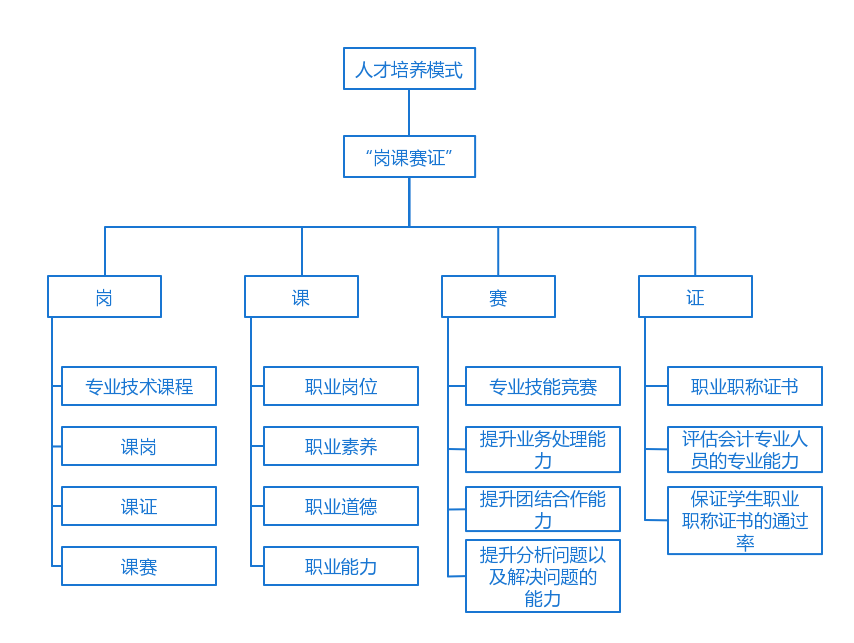 人才培养模式
“岗课赛证”
岗
课
赛
证
专业技术课程
课岗
课证
课赛
职业岗位
职业素养
职业道德
职业能力
专业技能竞赛
提升业务处理能
力
提升团结合作能
力
提升分析问题以
及解决问题的
能力
职业职称证书
评估会计专业人
员的专业能力
保证学生职业
职称证书的通过
率